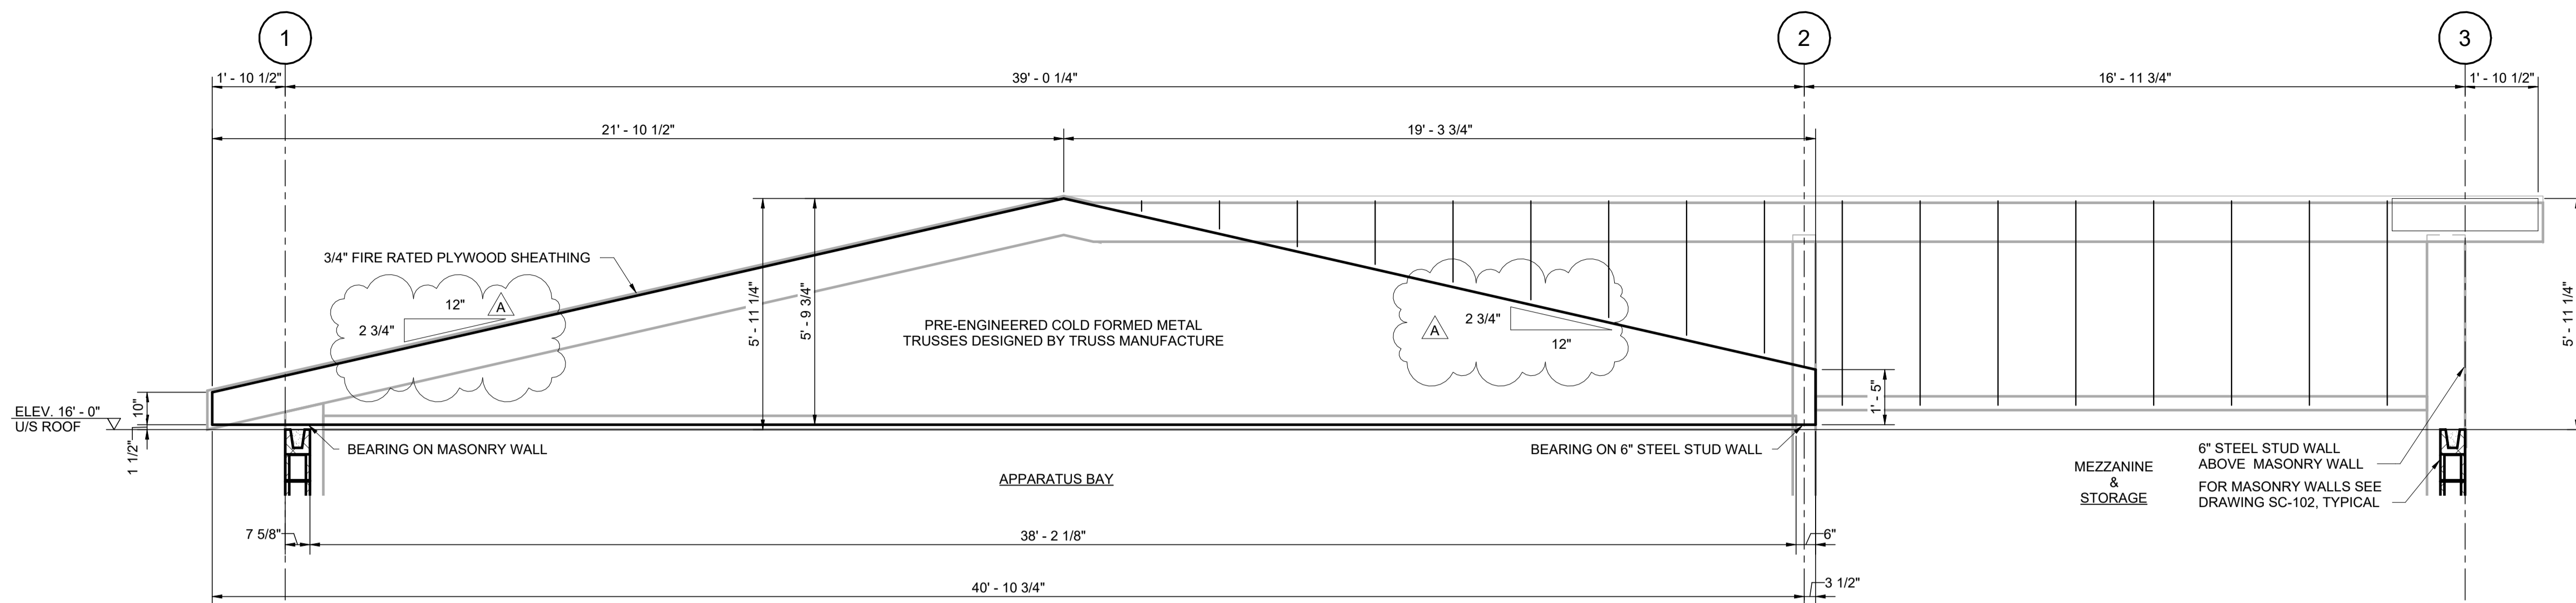 1
2
3
1' - 10 1/2"
39' - 0 1/4"
16' - 11 3/4"
1' - 10 1/2"
21' - 10 1/2"
19' - 3 3/4"
3/4" FIRE RATED PLYWOOD SHEATHING
12"
A
2 3/4"
5' - 11 1/4"
5' - 9 3/4"
PRE-ENGINEERED COLD FORMED METAL
TRUSSES DESIGNED BY TRUSS MANUFACTURE
A
2 3/4"
12"
5' - 11 1/4"
ELEV. 16' - 0"
U/S ROOF
10"
1 1/2"
1' - 5"
BEARING ON MASONRY WALL
BEARING ON 6" STEEL STUD WALL
APPARATUS BAY
MEZZANINE
&
STORAGE
6" STEEL STUD WALL
ABOVE MASONRY WALL
FOR MASONRY WALLS SEE
DRAWING SC-102, TYPICAL
7 5/8"
38' - 2 1/8"
6"
40' - 10 3/4"
3 1/2"